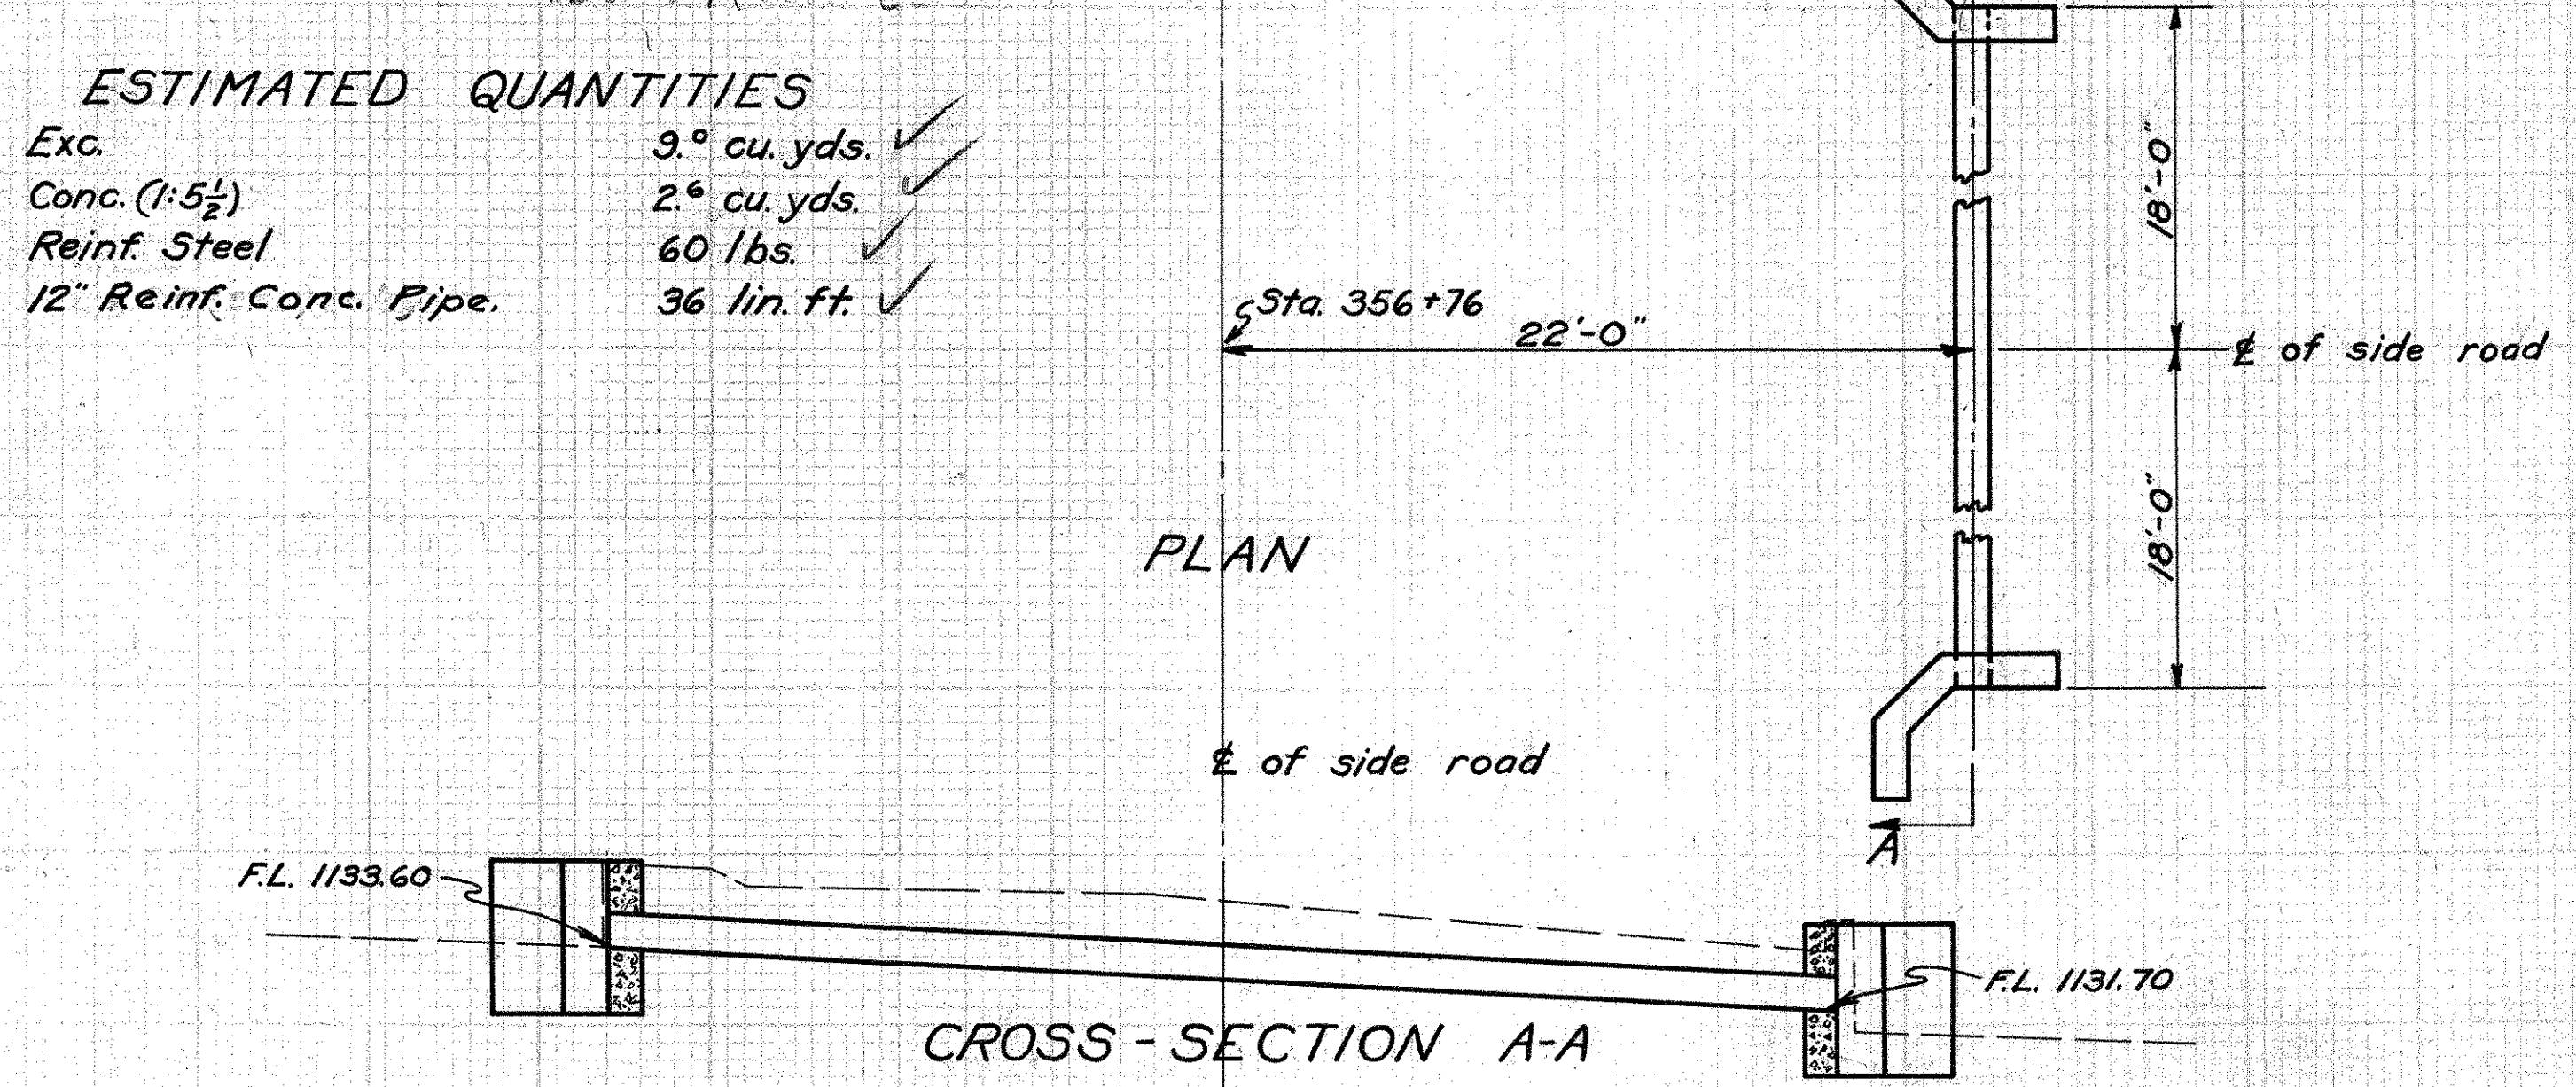 ESTIMATED QUANTITIES
Exc. 9.⁰ cu. yds. ✓
Conc. (1:5½) 2.⁶ cu. yds. ✓
Reinf. Steel 60 lbs. ✓
12" Reinf. Conc. Pipe. 36 lin. ft. ✓
18'-0"
Sta. 356+76
22'-0"
℄ of side road
18'-0"
PLAN
℄ of side road
A
F.L. 1133.60
F.L. 1131.70
CROSS-SECTION A-A